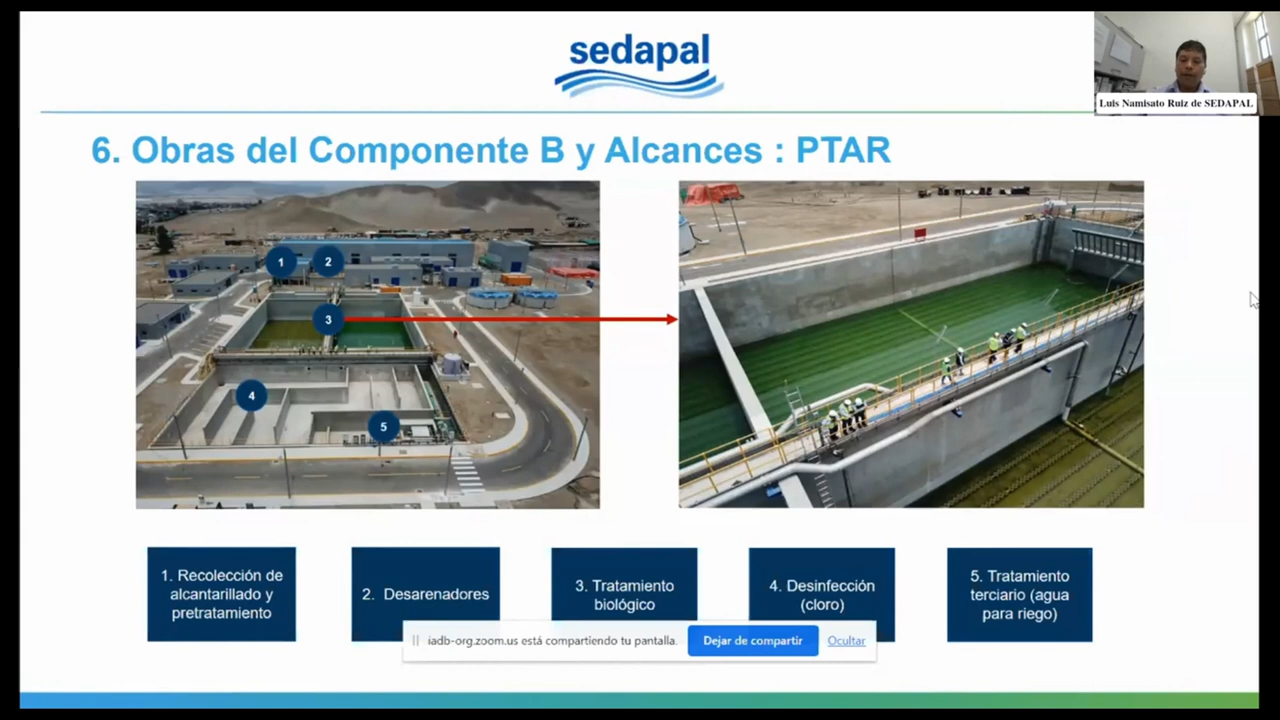 sedapal
Luis Namisato Ruiz de SEDAPAL
6. Obras del Componente B y Alcances : PTAR
1
2
3
4
5
1. Recolección de
alcantarillado y
pretratamiento
2. Desarenadores
3. Tratamiento
biológico
4. Desinfección
(cloro)
5. Tratamiento
terciario (agua
para riego)
iadb-org.zoom.us está compartiendo tu pantalla.
Dejar de compartir
Ocultar